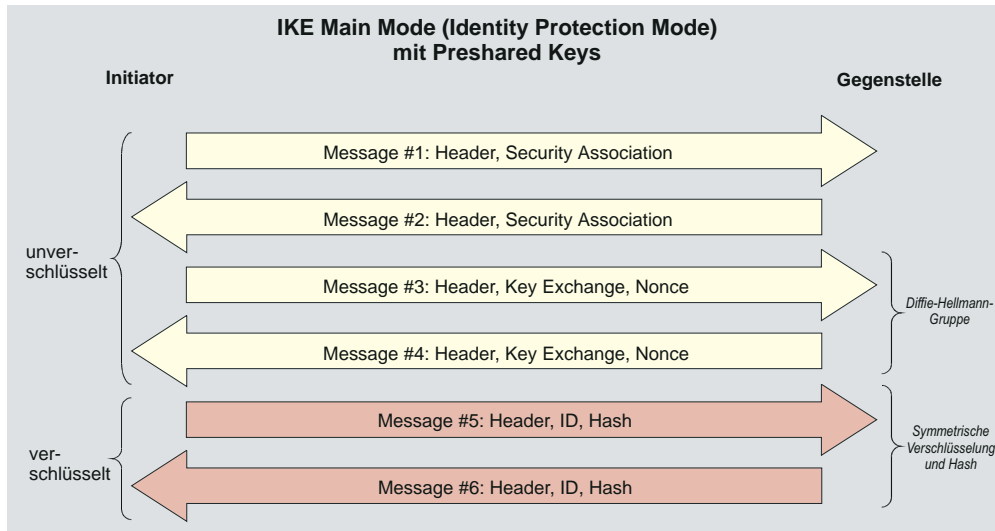 IKE Main Mode (Identity Protection Mode)
mit Preshared Keys
Initiator
Gegenstelle
Message #1: Header, Security Association
Message #2: Header, Security Association
unver-
schlüsselt
Message #3: Header, Key Exchange, Nonce
Diffie-Hellmann-
Gruppe
Message #4: Header, Key Exchange, Nonce
Message #5: Header, ID, Hash
ver-
schlüsselt
Symmetrische
Verschlüsselung
und Hash
Message #6: Header, ID, Hash